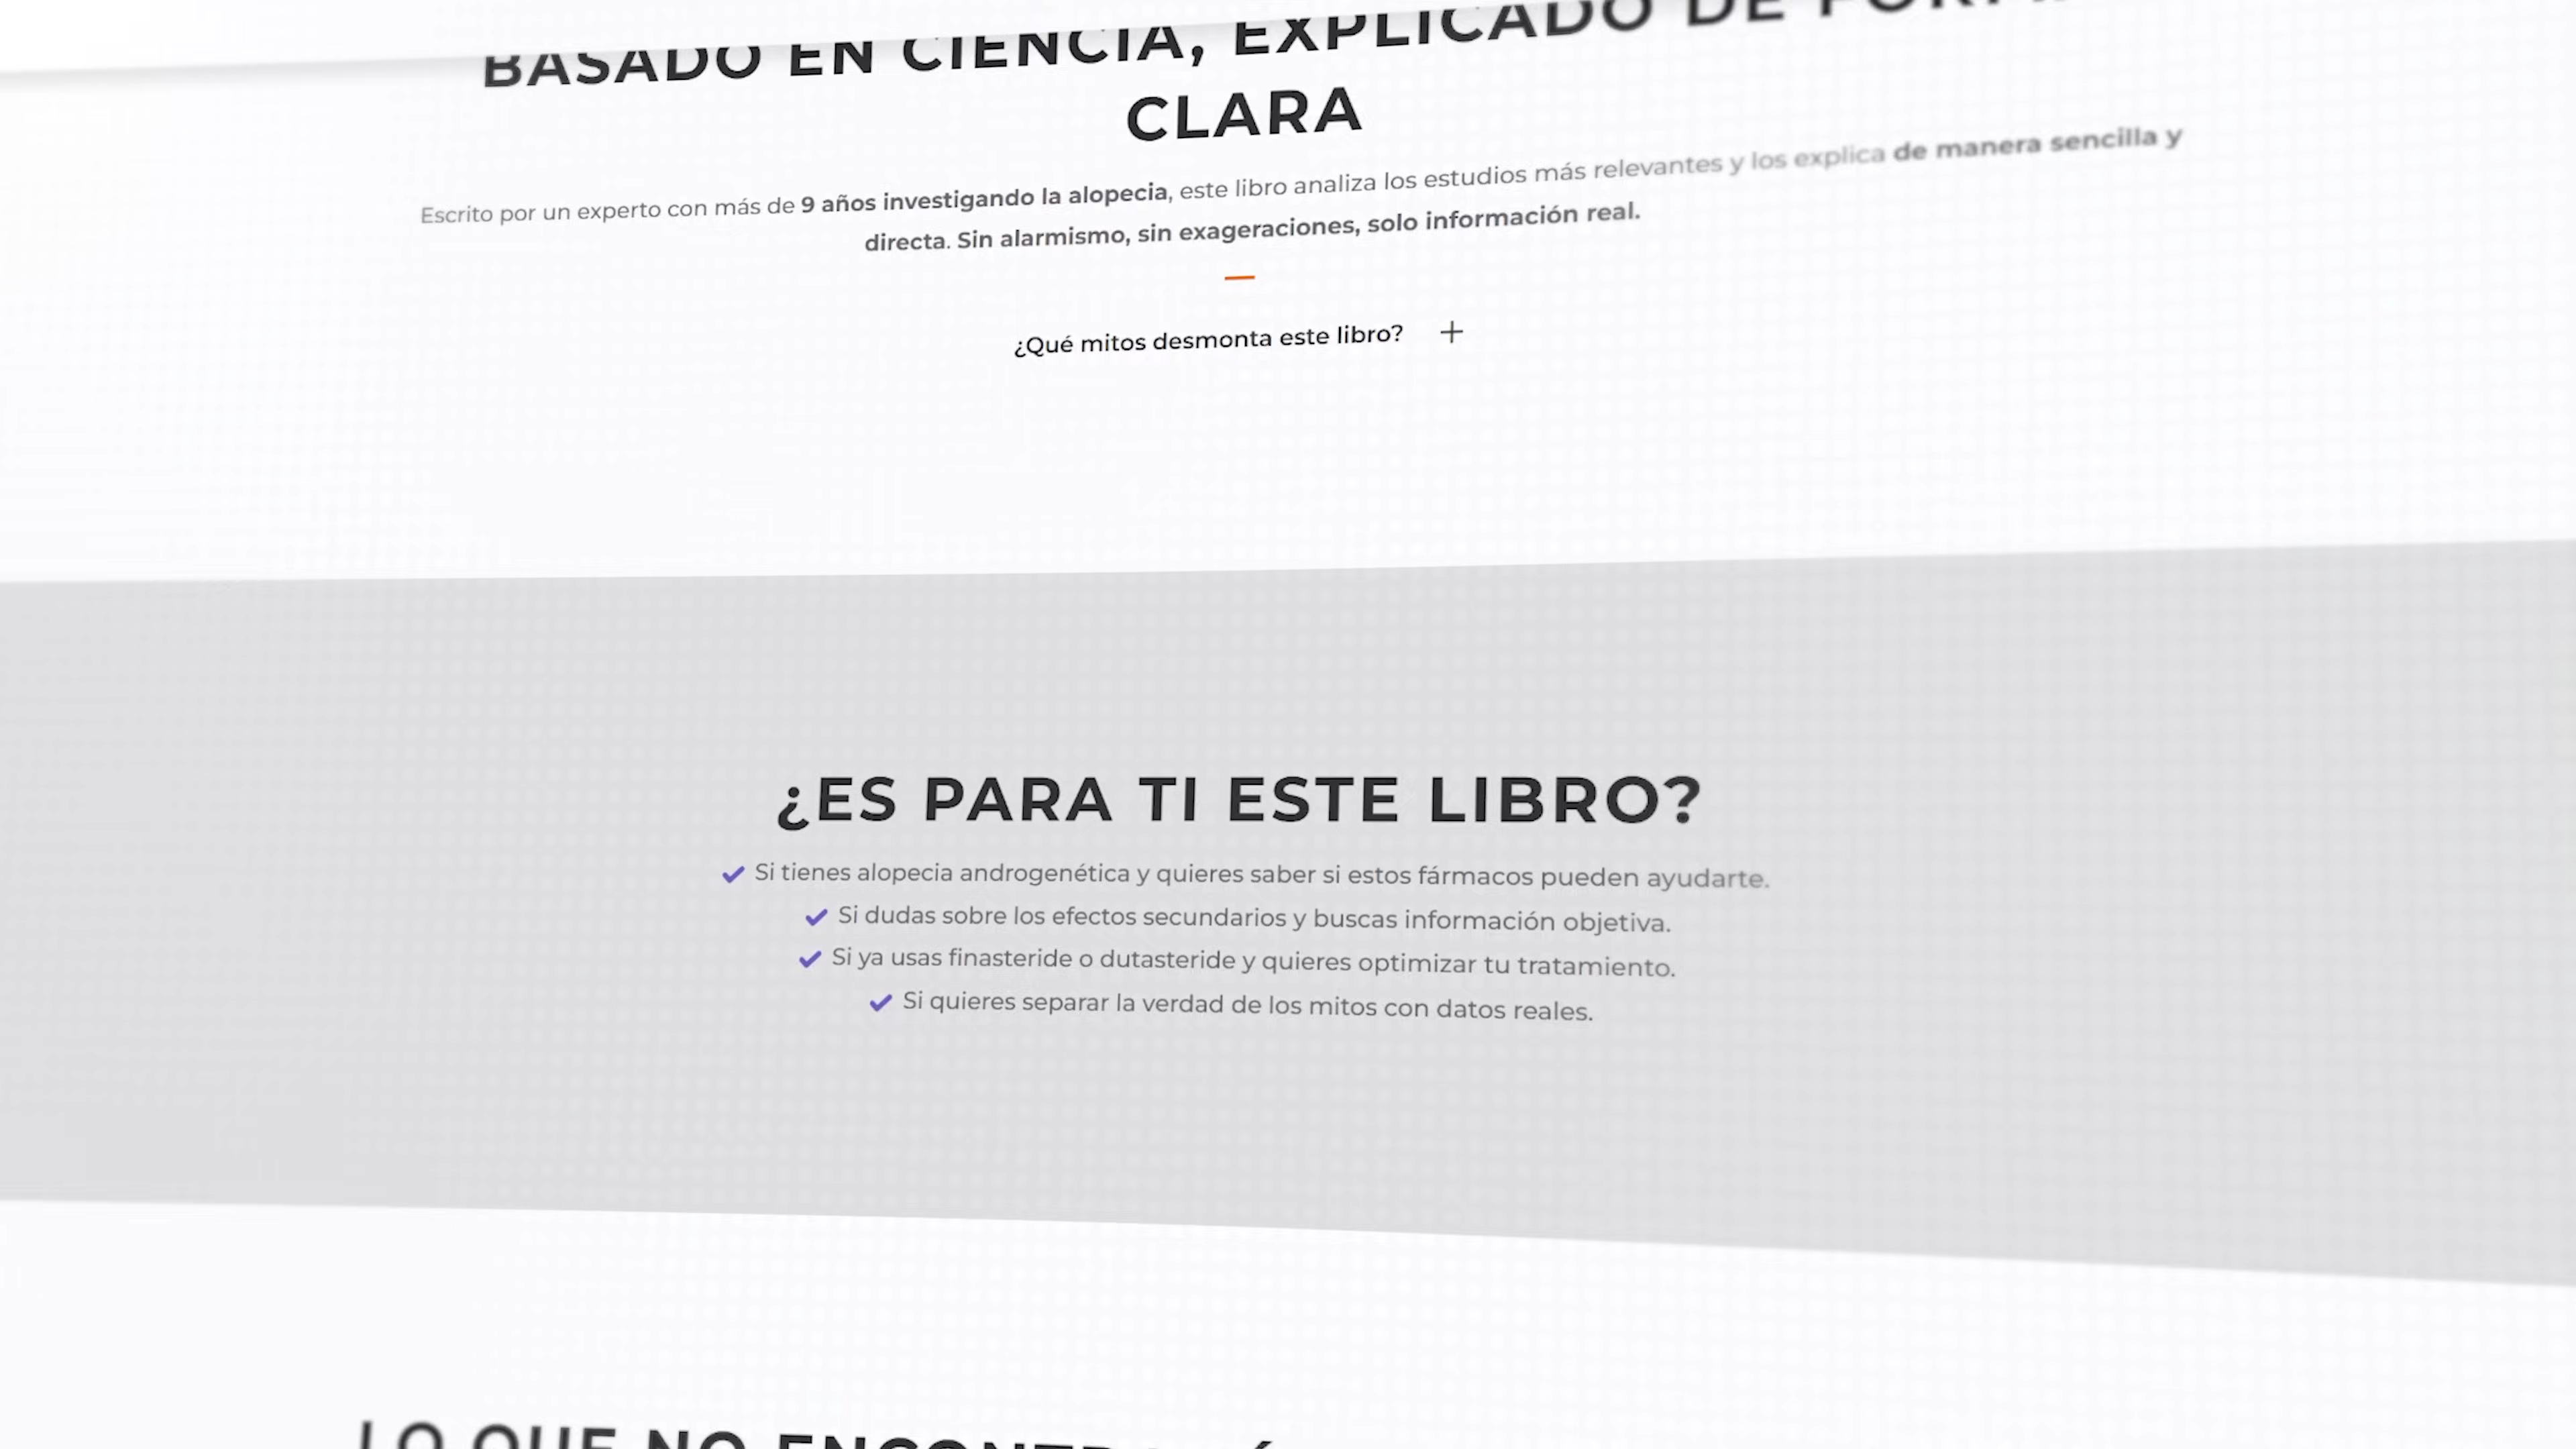 BASADO EN CIENCIA, EXPLICADO DE
CLARA
Escrito por un experto con más de 9 años investigando la alopecia, este libro analiza los estudios más relevantes y los explica de manera sencilla y
directa. Sin alarmismo, sin exageraciones, solo información real.
¿Qué mitos desmonta este libro? +
¿ES PARA TI ESTE LIBRO?
Si tienes alopecia androgenética y quieres saber si estos fármacos pueden ayudarte.
Si dudas sobre los efectos secundarios y buscas información objetiva.
Si ya usas finasteride o dutasteride y quieres optimizar tu tratamiento.
Si quieres separar la verdad de los mitos con datos reales.
LO QUE NO